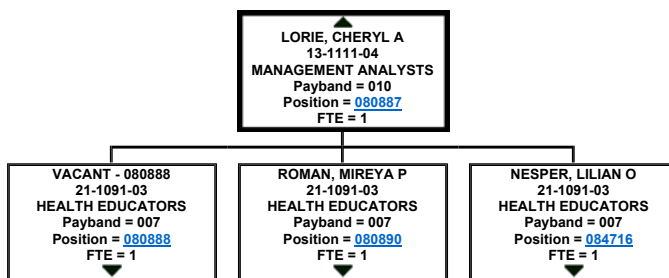 LORIE, CHERYL A
13-1111-04
MANAGEMENT ANALYSTS
Payband = 010
Position = 080887
FTE = 1
VACANT - 080888
21-1091-03
HEALTH EDUCATORS
Payband = 007
Position = 080888
FTE = 1
ROMAN, MIREYA P
21-1091-03
HEALTH EDUCATORS
Payband = 007
Position = 080890
FTE = 1
NESPER, LILIAN O
21-1091-03
HEALTH EDUCATORS
Payband = 007
Position = 084716
FTE = 1